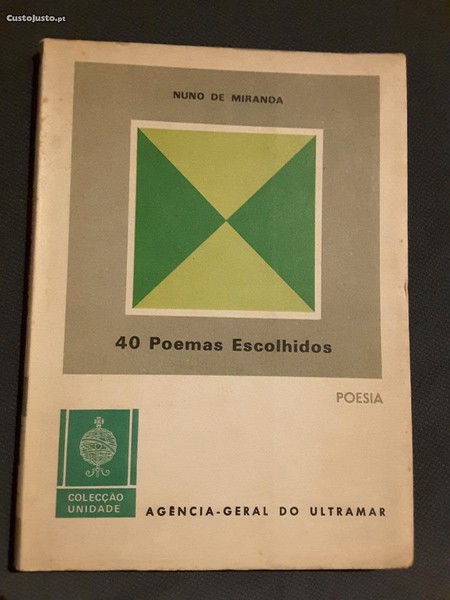 CustoJusto.pt
NUNO DE MIRANDA
40 Poemas Escolhidos
POESIA
COLECÇÃO
UNIDADE
AGÊNCIA-GERAL DO ULTRAMAR